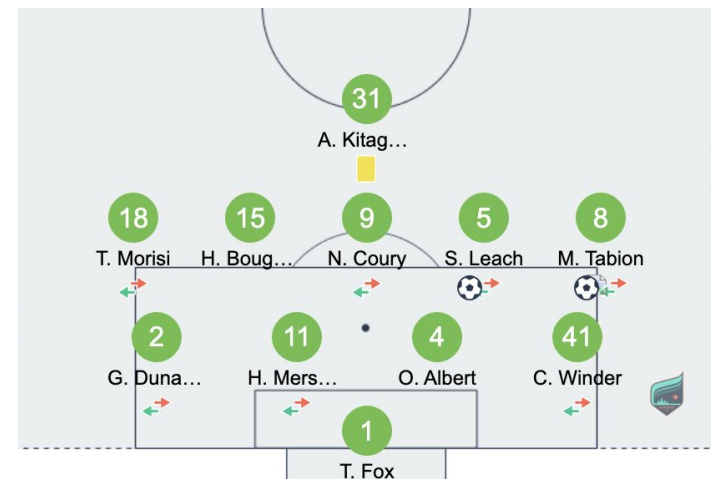 31
A. Kitag...
18 15 9 5 8
T. Morisi H. Boug... N. Coury S. Leach M. Tabion
2 11 4 41
G. Duna... H. Mers... O. Albert C. Winder
1
T. Fox